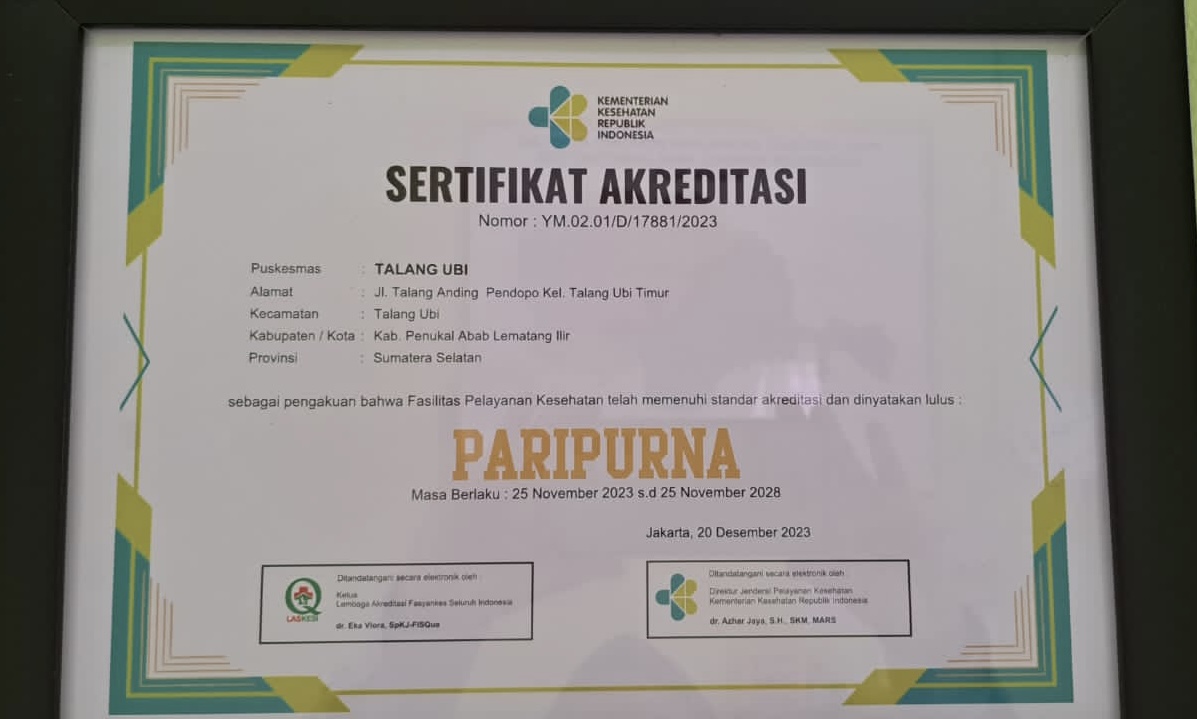 KEMENTERIAN
KESEHATAN
REPUBLIK
INDONESIA
SERTIFIKAT AKREDITASI
Nomor : YM.02.01/D/17881/2023
Puskesmas : TALANG UBI
Alamat : Jl. Talang Anding Pendopo Kel. Talang Ubi Timur
Kecamatan : Talang Ubi
Kabupaten / Kota : Kab. Penukal Abab Lematang Ilir
Provinsi : Sumatera Selatan
sebagai pengakuan bahwa Fasilitas Pelayanan Kesehatan telah memenuhi standar akreditasi dan dinyatakan lulus :
PARIPURNA
Masa Berlaku : 25 November 2023 s.d 25 November 2028
Jakarta, 20 Desember 2023
Ditandatangani secara elektronik oleh
Ketua
Lembaga Akreditasi Fasyankes Seluruh Indonesia
dr. Eka Viora, SpKJ-FISQua
LASKESI
Ditandatangani secara elektronik oleh
Direktur Jenderal Pelayanan Kesehatan
Kementerian Kesehatan Republik Indonesia
dr. Azhar Jaya, S.H., SKM, MARS